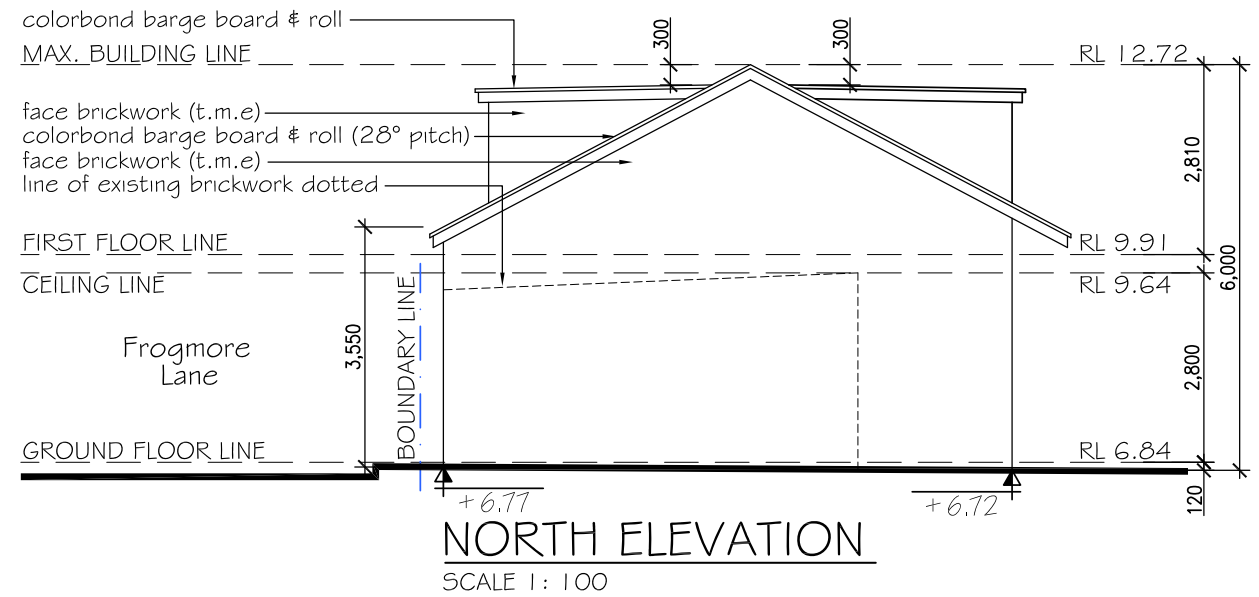 colorbond barge board & roll
MAX. BUILDING LINE
300
300
RL 12.72
face brickwork (t.m.e)
colorbond barge board & roll (28° pitch)
face brickwork (t.m.e)
line of existing brickwork dotted
2,810
FIRST FLOOR LINE
RL 9.91
6,000
CEILING LINE
RL 9.64
BOUNDARY LINE
3,550
Frogmore
Lane
2,800
GROUND FLOOR LINE
RL 6.84
120
+6.77
+6.72
NORTH ELEVATION
SCALE 1: 100